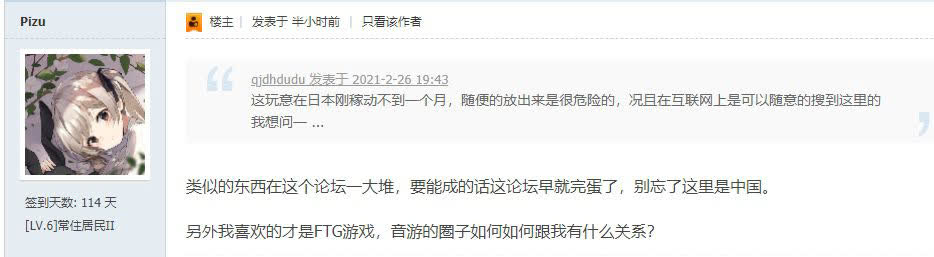 Pizu
楼主 | 发表于 半小时前 | 只看该作者
qjdhdudu 发表于 2021-2-26 19:43
这玩意在日本刚稼动不到一个月，随便的放出来是很危险的，况且在互联网上是可以随意的搜到这里的
我想问一 ...
类似的东西在这个论坛一大堆，要能成的话这论坛早就完蛋了，别忘了这里是中国。
签到天数: 114 天
[LV.6]常住居民II
另外我喜欢的才是FTG游戏，音游的圈子如何如何跟我有什么关系？